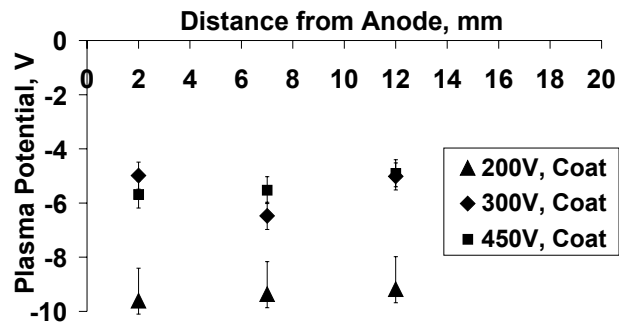 Distance from Anode, mm
0
0 2 4 6 8 10 12 14 16 18 20
-2
-4
-6
-8
-10
Plasma Potential, V
200V, Coat
300V, Coat
450V, Coat